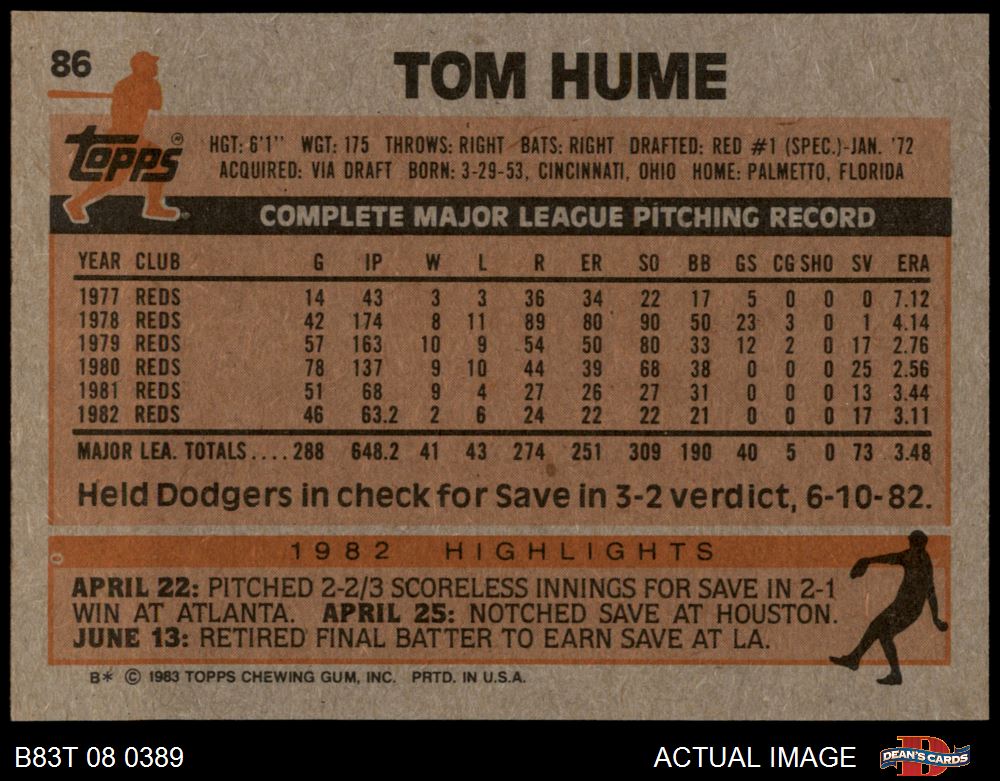 86
TOM HUME
topps
HGT: 6'1" WGT: 175 THROWS: RIGHT BATS: RIGHT DRAFTED: RED #1 (SPEC.)-JAN. '72
ACQUIRED: VIA DRAFT BORN: 3-29-53, CINCINNATI, OHIO HOME: PALMETTO, FLORIDA
COMPLETE MAJOR LEAGUE PITCHING RECORD
YEAR CLUB G IP W L R ER SO BB GS CG SHO SV ERA
1977 REDS 14 43 3 3 36 34 22 17 5 0 0 0 7.12
1978 REDS 42 174 8 11 89 80 90 50 23 3 0 1 4.14
1979 REDS 57 163 10 9 54 50 80 33 12 2 0 17 2.76
1980 REDS 78 137 9 10 44 39 68 38 0 0 0 25 2.56
1981 REDS 51 68 9 4 27 26 27 31 0 0 0 13 3.44
1982 REDS 46 63.2 2 6 24 22 22 21 0 0 0 17 3.11
MAJOR LEA. TOTALS....288 648.2 41 43 274 251 309 190 40 5 0 73 3.48
Held Dodgers in check for Save in 3-2 verdict, 6-10-82.
1982 HIGHLIGHTS
APRIL 22: PITCHED 2-2/3 SCORELESS INNINGS FOR SAVE IN 2-1
WIN AT ATLANTA. APRIL 25: NOTCHED SAVE AT HOUSTON.
JUNE 13: RETIRED FINAL BATTER TO EARN SAVE AT LA.
B* © 1983 TOPPS CHEWING GUM, INC. PRTD. IN U.S.A.
B83T 08 0389
ACTUAL IMAGE
D
DEAN'S CARDS